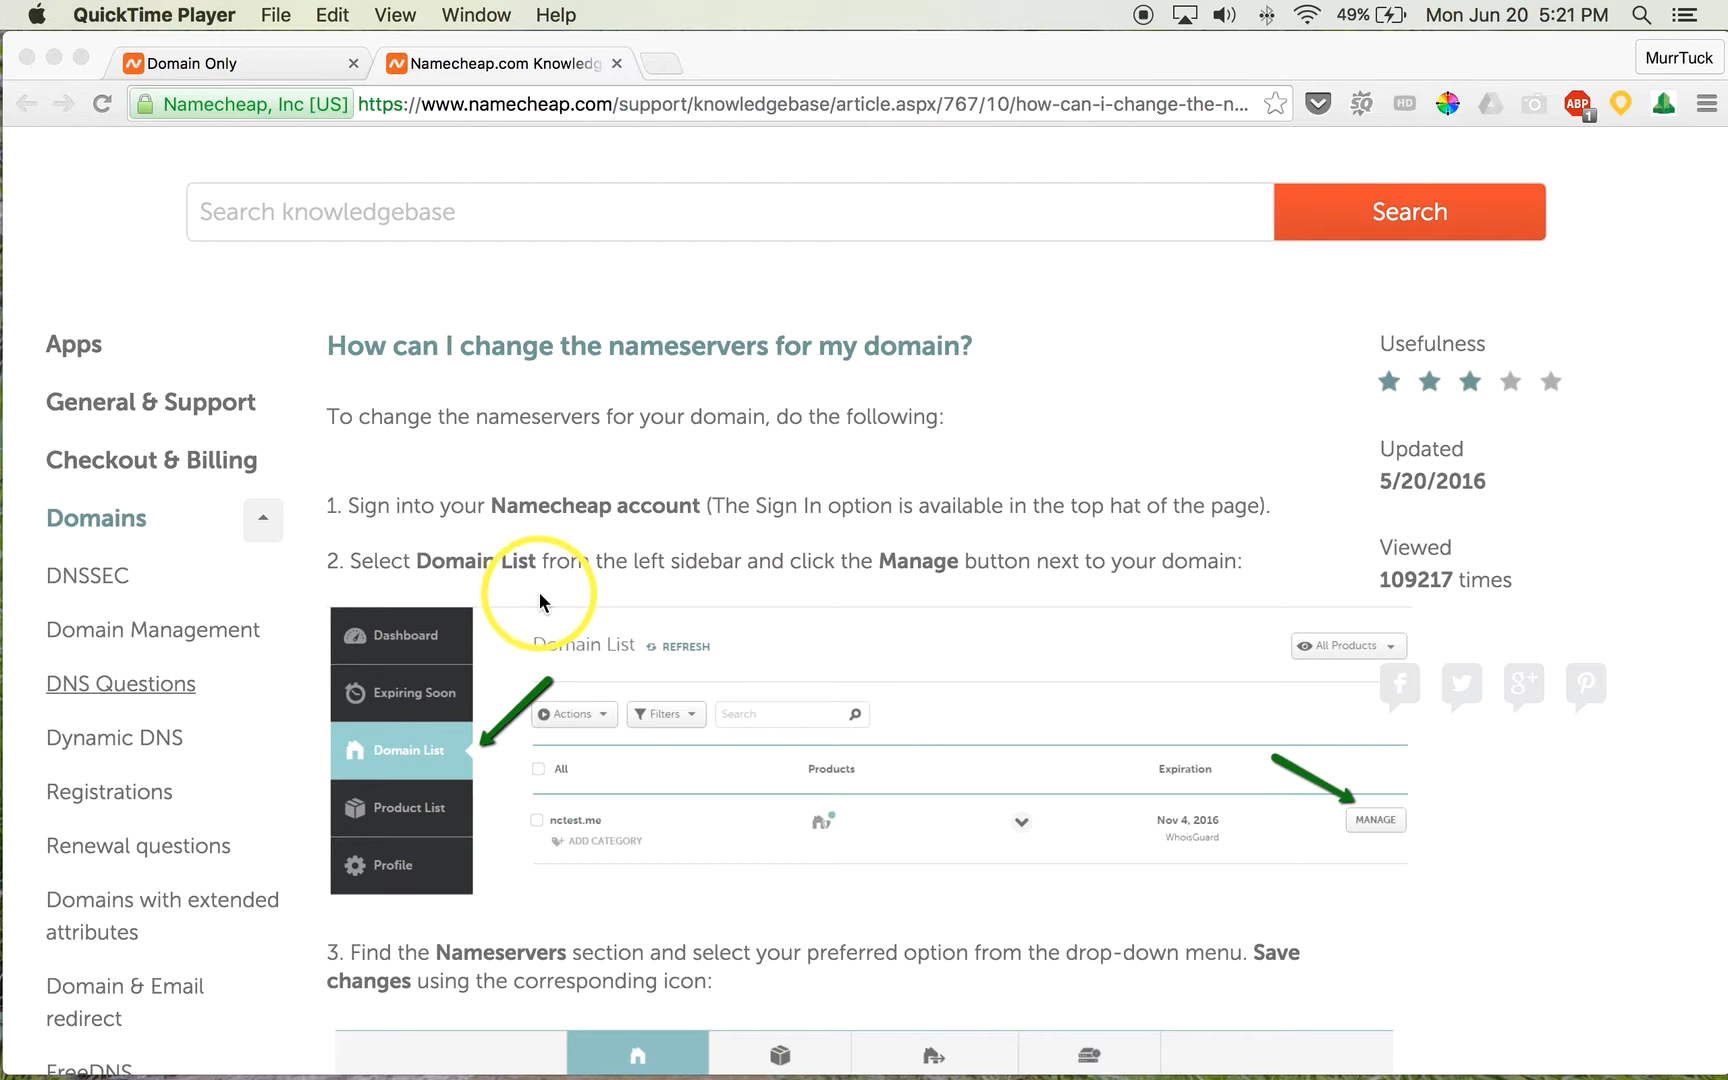 QuickTime Player File Edit View Window Help 49% Mon Jun 20 5:21 PM
Domain Only
Namecheap.com Knowledg
MurrTuck
Namecheap, Inc [US] https://www.namecheap.com/support/knowledgebase/article.aspx/767/10/how-can-i-change-the-n...
SQ
HD
ABP
1
Search knowledgebase
Search
Apps
General & Support
Checkout & Billing
Domains
DNSSEC
Domain Management
DNS Questions
Dynamic DNS
Registrations
Renewal questions
Domains with extended
attributes
Domain & Email
redirect
FreeDNS
How can I change the nameservers for my domain?
To change the nameservers for your domain, do the following:
1. Sign into your Namecheap account (The Sign In option is available in the top hat of the page).
2. Select Domain List from the left sidebar and click the Manage button next to your domain:
Dashboard
Expiring Soon
Domain List
Product List
Profile
Domain List REFRESH
All Products
Actions Filters Search
All Products Expiration
nctest.me
ADD CATEGORY
Nov 4, 2016
WhoisGuard
MANAGE
3. Find the Nameservers section and select your preferred option from the drop-down menu. Save
changes using the corresponding icon:
Usefulness
Updated
5/20/2016
Viewed
109217 times
f
g+